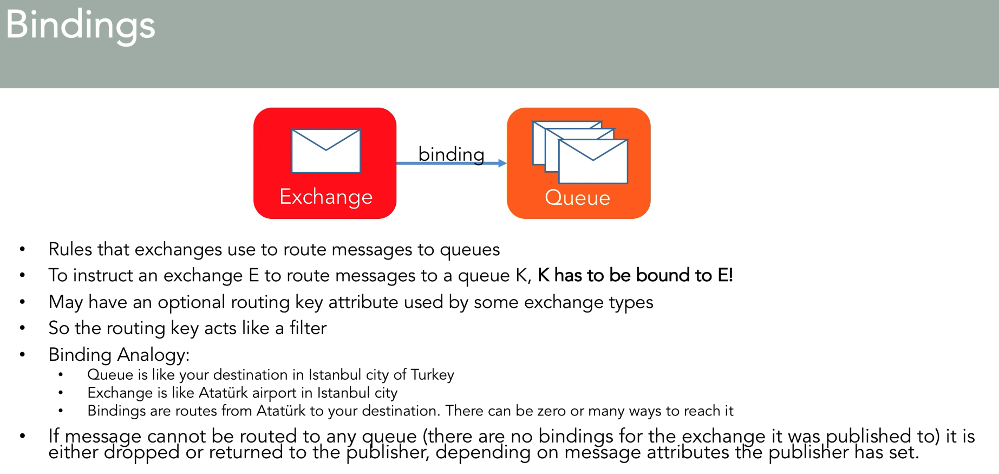 Bindings
binding
Exchange
Queue
• Rules that exchanges use to route messages to queues
• To instruct an exchange E to route messages to a queue K, K has to be bound to E!
• May have an optional routing key attribute used by some exchange types
• So the routing key acts like a filter
• Binding Analogy:
• Queue is like your destination in Istanbul city of Turkey
• Exchange is like Atatürk airport in Istanbul city
• Bindings are routes from Atatürk to your destination. There can be zero or many ways to reach it
• If message cannot be routed to any queue (there are no bindings for the exchange it was published to) it is
either dropped or returned to the publisher, depending on message attributes the publisher has set.